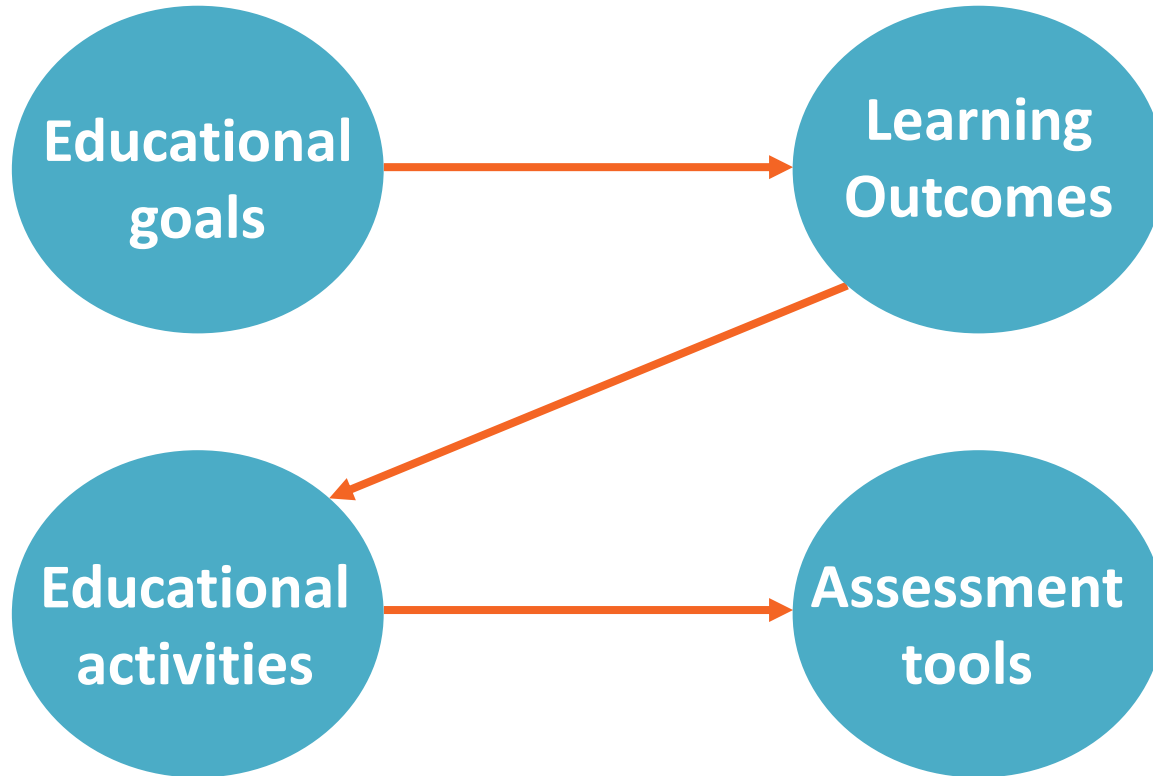 Educational
goals
Learning
Outcomes
Educational
activities
Assessment
tools